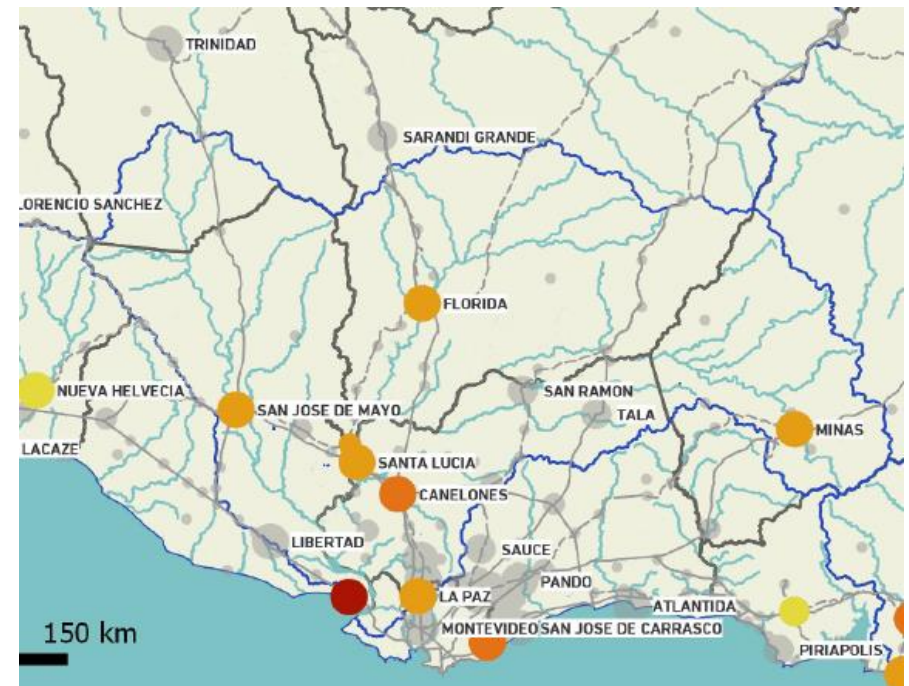 TRINIDAD
SARANDI GRANDE
LORENCIO SANCHEZ
FLORIDA
NUEVA HELVECIA
SAN RAMON
SAN JOSE DE MAYO
TALA
MINAS
LACAZE
SANTA LUCIA
CANELONES
LIBERTAD
SAUCE
PANDO
LA PAZ
ATLANTIDA
MONTEVIDEO SAN JOSE DE CARRASCO
150 km
PIRIAPOLIS